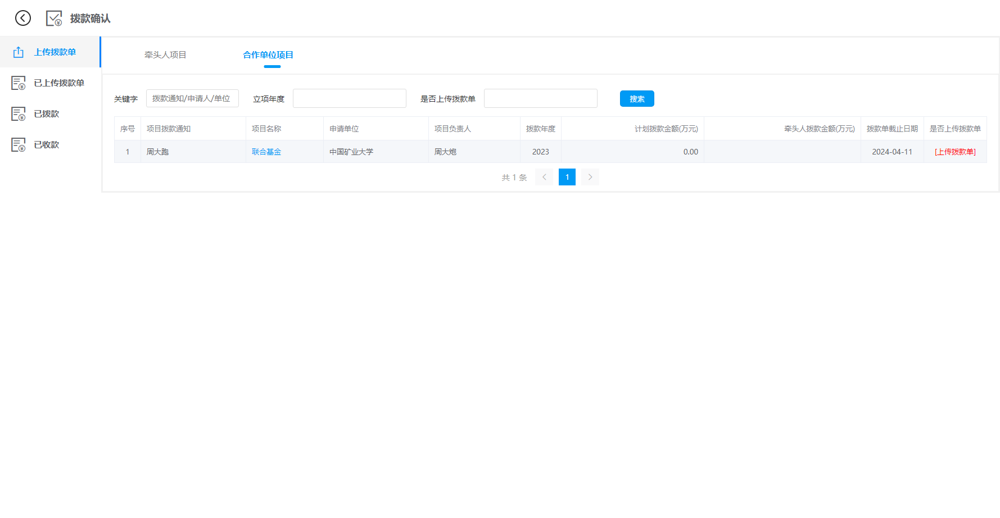 拨款确认
上传拨款单
已上传拨款单
已拨款
已收款
牵头人项目 合作单位项目
关键字 拨款通知/申请人/单位 立项年度 是否上传拨款单 搜索
序号 项目拨款通知 项目名称 申请单位 项目负责人 拨款年度 计划拨款金额(万元) 牵头人拨款金额(万元) 拨款单截止日期 是否上传拨款单
1 周大跑 联合基金 中国矿业大学 周大炮 2023 0.00 2024-04-11 [上传拨款单]
共 1 条 1